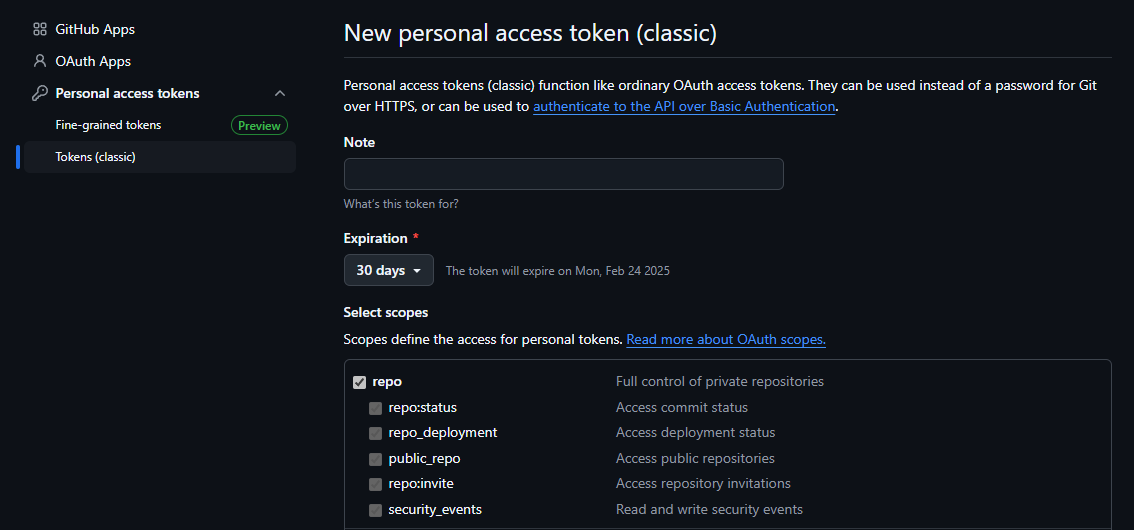 GitHub Apps
OAuth Apps
Personal access tokens
Fine-grained tokens
Preview
Tokens (classic)
New personal access token (classic)
Personal access tokens (classic) function like ordinary OAuth access tokens. They can be used instead of a password for Git
over HTTPS, or can be used to authenticate to the API over Basic Authentication.
Note
What's this token for?
Expiration *
30 days
The token will expire on Mon, Feb 24 2025
Select scopes
Scopes define the access for personal tokens. Read more about OAuth scopes.
repo Full control of private repositories
repo:status Access commit status
repo_deployment Access deployment status
public_repo Access public repositories
repo:invite Access repository invitations
security_events Read and write security events